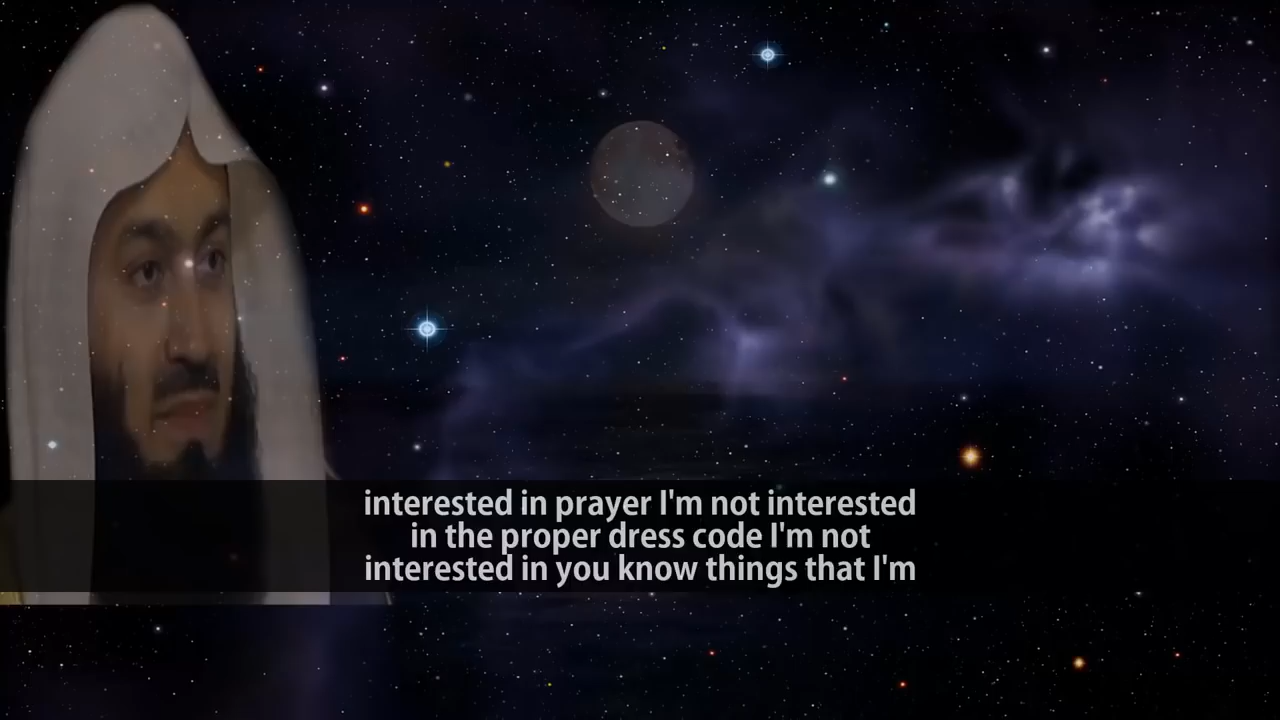 interested in prayer I'm not interested
in the proper dress code I'm not
interested in you know things that I'm